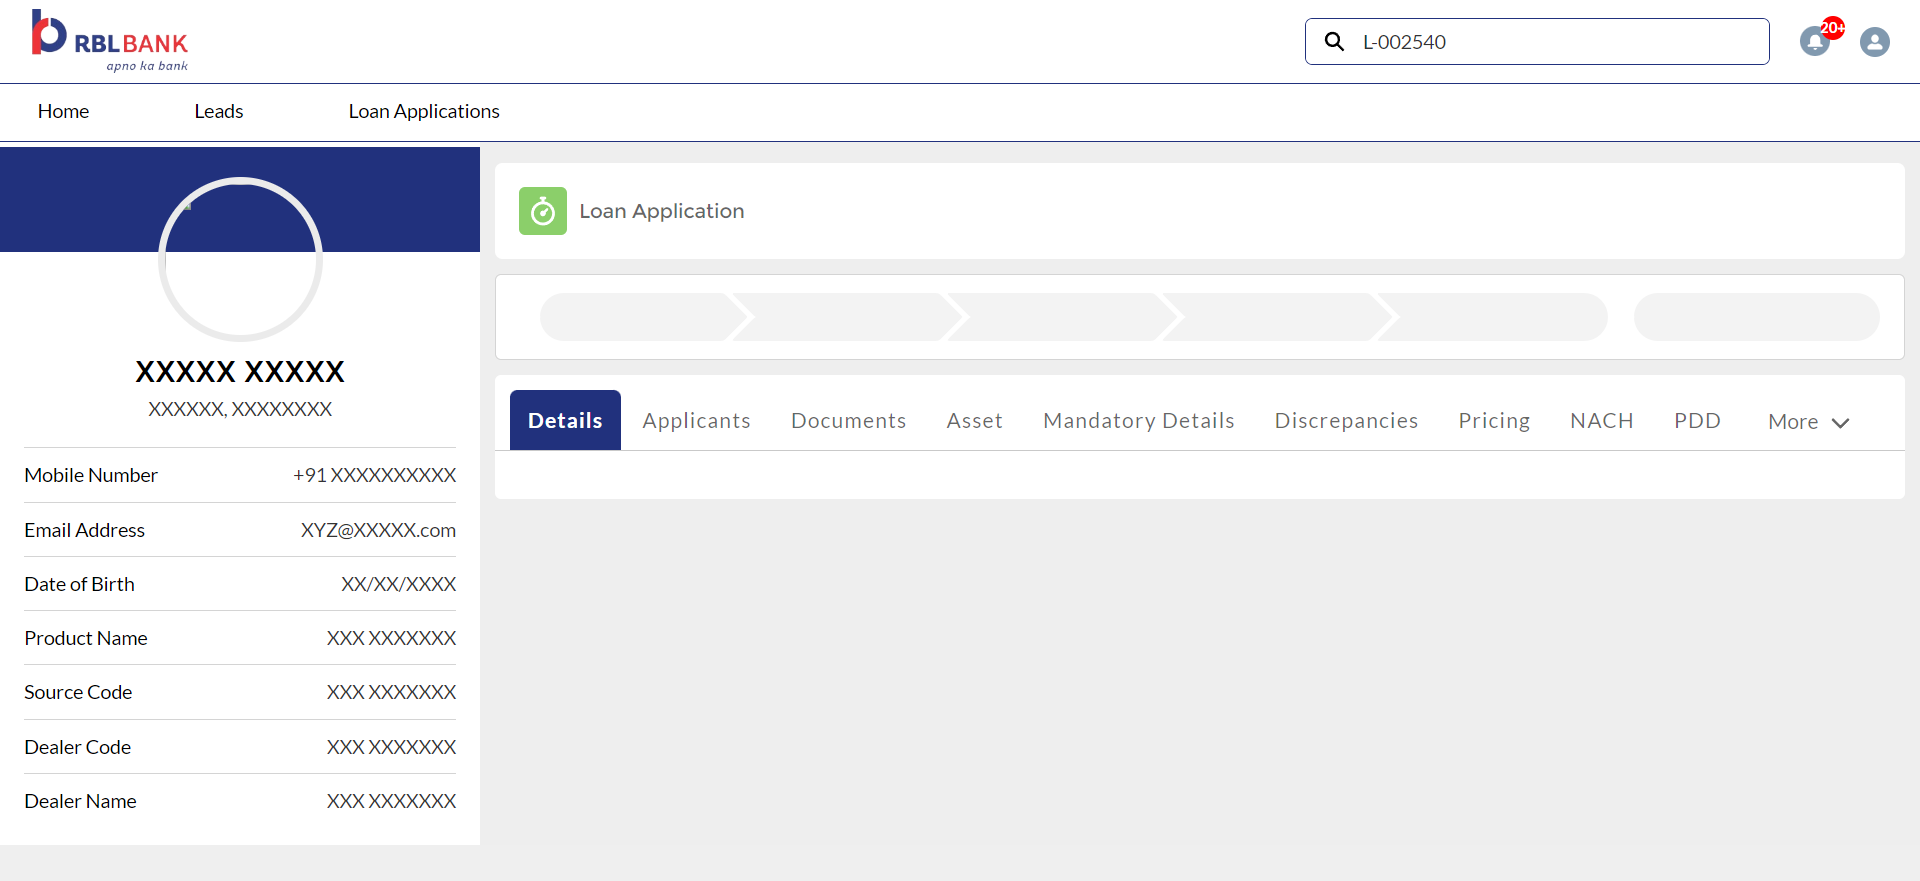 RBLBANK
apno ka bank
L-002540
20+
Home Leads Loan Applications
Loan Application
XXXXX XXXXX
XXXXXX, XXXXXXXX
Details Applicants Documents Asset Mandatory Details Discrepancies Pricing NACH PDD More
Mobile Number +91 XXXXXXXXXX
Email Address XYZ@XXXXX.com
Date of Birth XX/XX/XXXX
Product Name XXX XXXXXXX
Source Code XXX XXXXXXX
Dealer Code XXX XXXXXXX
Dealer Name XXX XXXXXXX